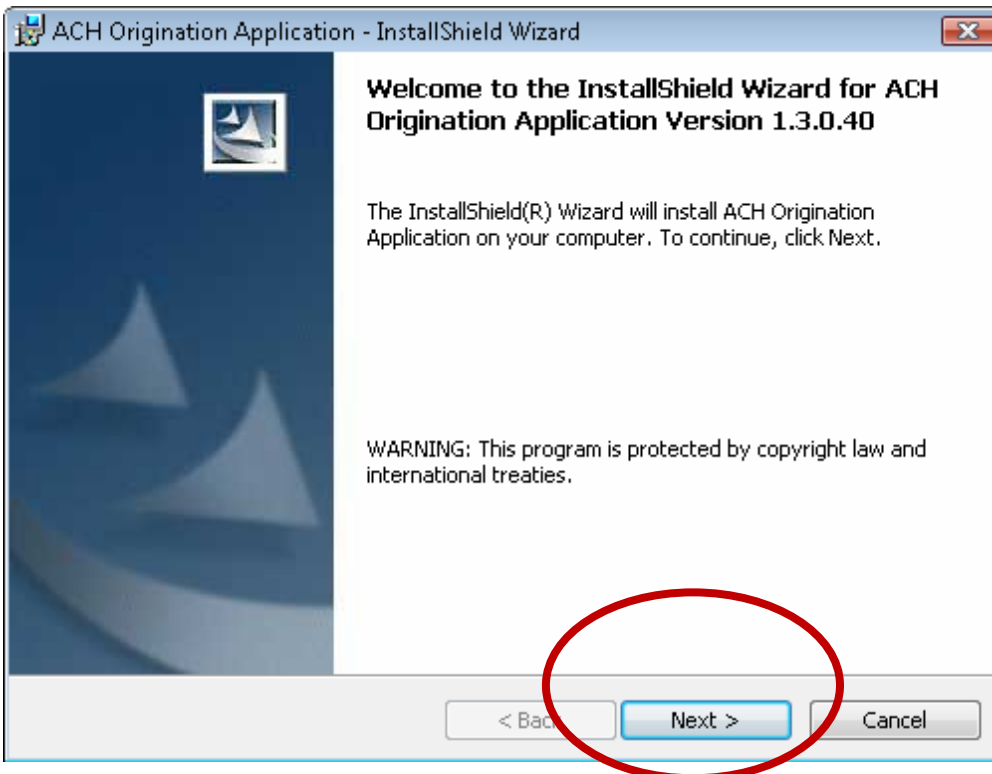 ACH Origination Application - InstallShield Wizard
Welcome to the InstallShield Wizard for ACH
Origination Application Version 1.3.0.40
The InstallShield(R) Wizard will install ACH Origination
Application on your computer. To continue, click Next.
WARNING: This program is protected by copyright law and
international treaties.
< Back Next > Cancel